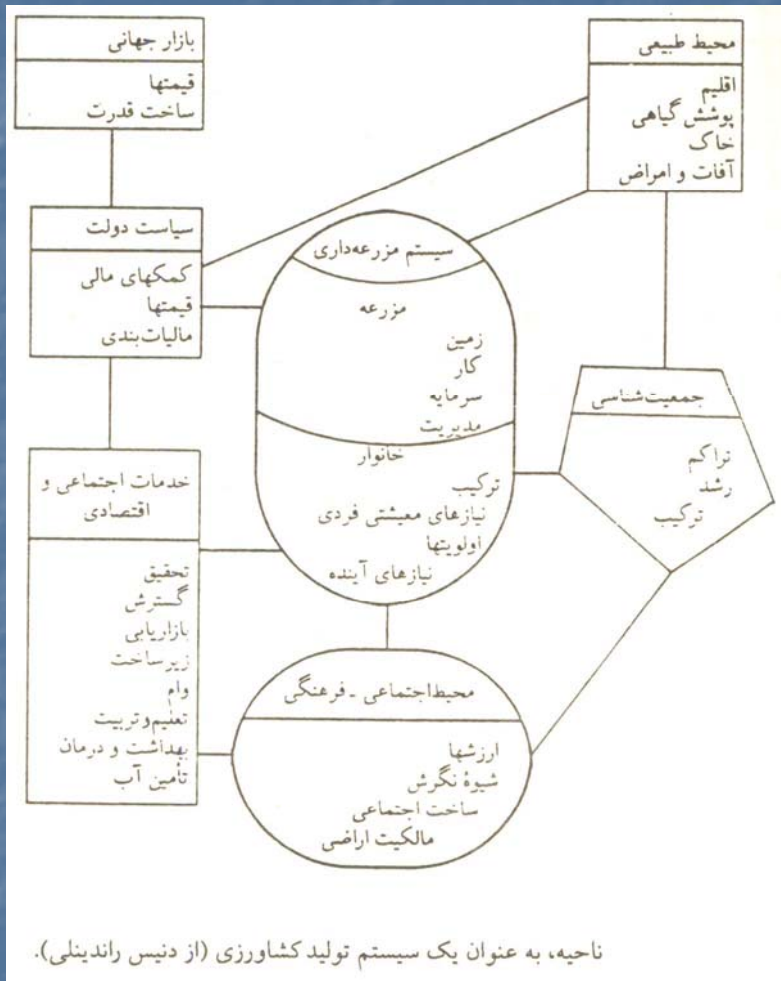 بازار جهانی
قیمتها
ساخت قدرت
محیط طبیعی
اقلیم
پوشش گیاهی
خاک
آفات و امراض
سیاست دولت
کمکهای مالی
قیمتها
مالیات‌بندی
سیستم مزرعه‌داری
مزرعه
زمین
کار
سرمایه
مدیریت
خانوار
ترکیب
نیازهای معیشتی فردی
اولویتها
نیازهای آینده
جمعیت‌شناسی
تراکم
رشد
ترکیب
خدمات اجتماعی و
اقتصادی
تحقیق
گسترش
بازاریابی
زیرساخت
وام
تعلیم‌وتربیت
بهداشت و درمان
تأمین آب
محیط‌اجتماعی - فرهنگی
ارزشها
شیوهٔ نگرش
ساخت اجتماعی
مالکیت اراضی
ناحیه، به عنوان یک سیستم تولید کشاورزی (از دنیس راندینلی).